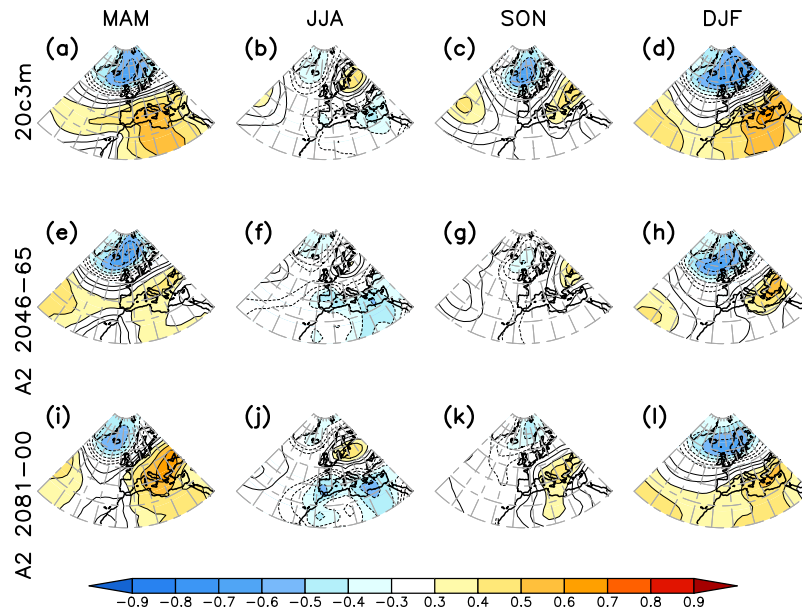 MAM JJA SON DJF
20c3m
(a) (b) (c) (d)
A2 2046-65
(e) (f) (g) (h)
A2 2081-00
(i) (j) (k) (l)
-0.9 -0.8 -0.7 -0.6 -0.5 -0.4 -0.3 0.3 0.4 0.5 0.6 0.7 0.8 0.9